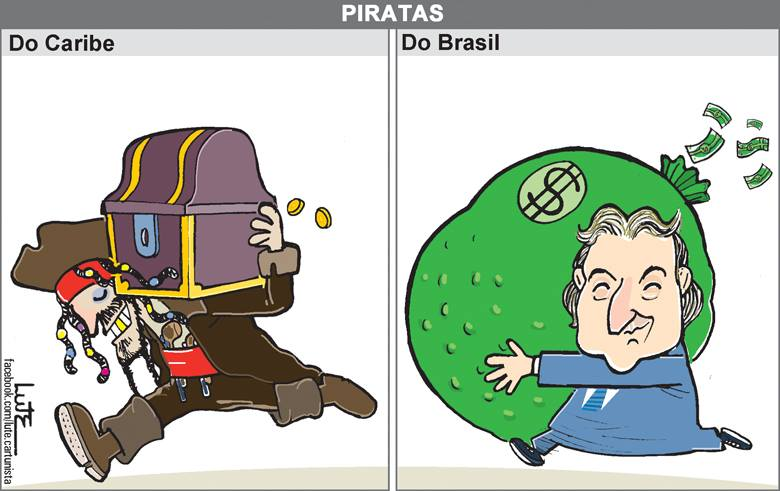 PIRATAS
Do Caribe
Do Brasil
$
LUTE
facebook.com/lute.cartunista